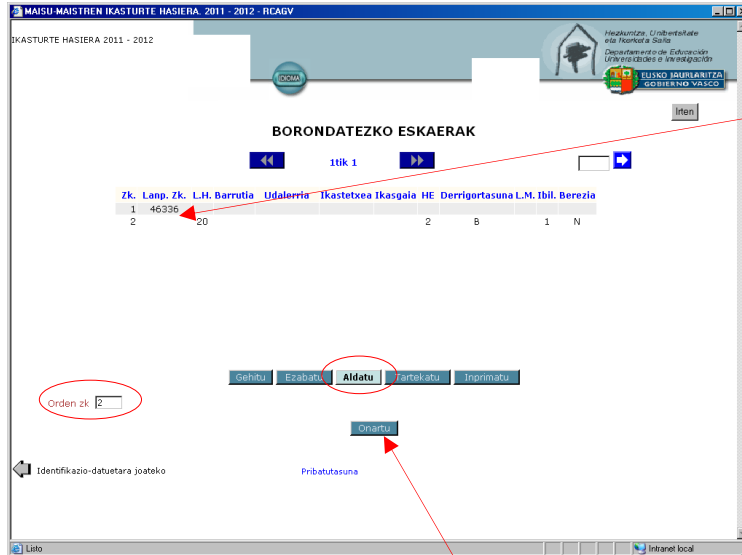 MAISU-MAISTREN IKASTURTE HASIERA. 2011 - 2012 - RCAGV
IKASTURTE HASIERA 2011 - 2012
IDIOMA
Hezkuntza, Unibertsitate
eta Ikerketa Saila
Departamento de Educación
Universidades e Investigación
EUSKO JAURLARITZA
GOBIERNO VASCO
Irten
BORONDATEZKO ESKAERAK
1tik 1
Zk. Lanp. Zk. L.H. Barrutia Udalerria Ikastetxea Ikasgaia HE Derrigortasuna L.M. Ibil. Berezia
1 46336
2 20 2 B 1 N
Gehitu Ezabatu Aldatu Tartekatu Inprimatu
Orden zk 2
Onartu
Identifikazio-datuetara joateko Pribatutasuna
Listo Intranet local